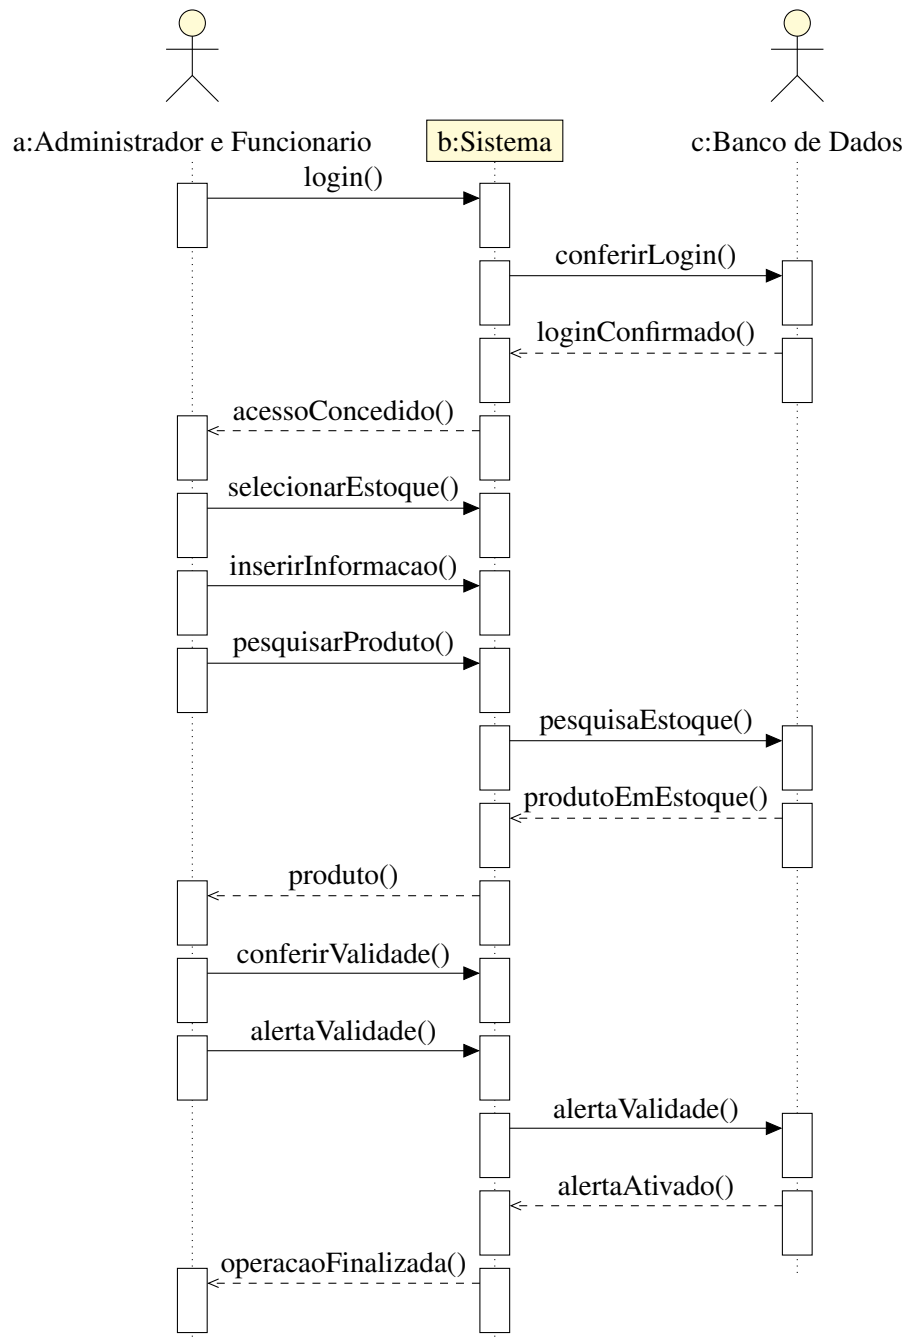 a:Administrador e Funcionario
b:Sistema
c:Banco de Dados
login()
conferirLogin()
loginConfirmado()
acessoConcedido()
selecionarEstoque()
inserirInformacao()
pesquisarProduto()
pesquisaEstoque()
produtoEmEstoque()
produto()
conferirValidade()
alertaValidade()
alertaValidade()
alertaAtivado()
operacaoFinalizada()